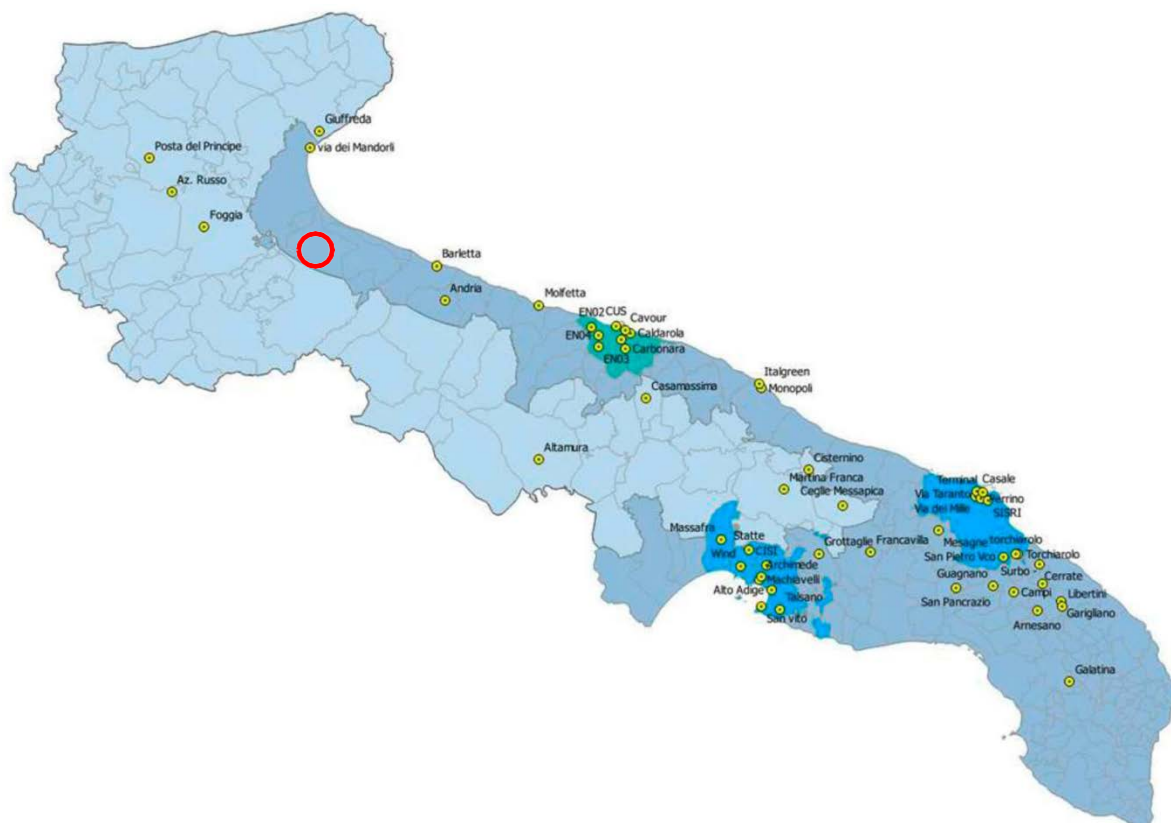 Giuffreda
via dei Mandorli
Posta del Principe
Az. Russo
Foggia
Barletta
Andria
Molfetta
EN02 CUS
Cavour
EN04
Caldarola
Carbonara
EN03
Italgreen
Monopoli
Casamassima
Altamura
Cisternino
Martina Franca
Ceglie Messapica
Terminal Casale
Via Taranto
Perrino
Via dei Mille
SISRI
Massafra
Statte
Wind
CISI
Grottaglie
Francavilla
Mesagne
torchiarolo
Archimede
San Pietro Vco
Torchiarolo
Machiavelli
Guagnano
Surbo
Cerrate
Alto Adige
Talsano
San Pancrazio
Campi
Libertini
San vito
Garigliano
Arnesano
Galatina